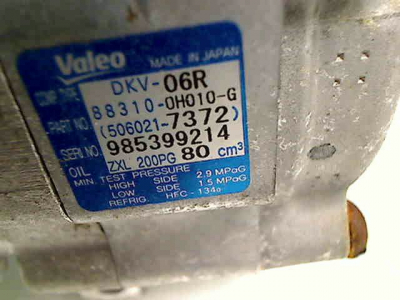 Valeo MADE IN JAPAN
COMP TYPE DKV-06R
88310-0H010-G
PART NO. (506021-7372)
SERI NO. 985399214
OIL ZXL 200PG 80 cm³
MIN. TEST PRESSURE 2.9 MPaG
HIGH SIDE 1.5 MPaG
LOW SIDE
REFRIG. HFC-134a